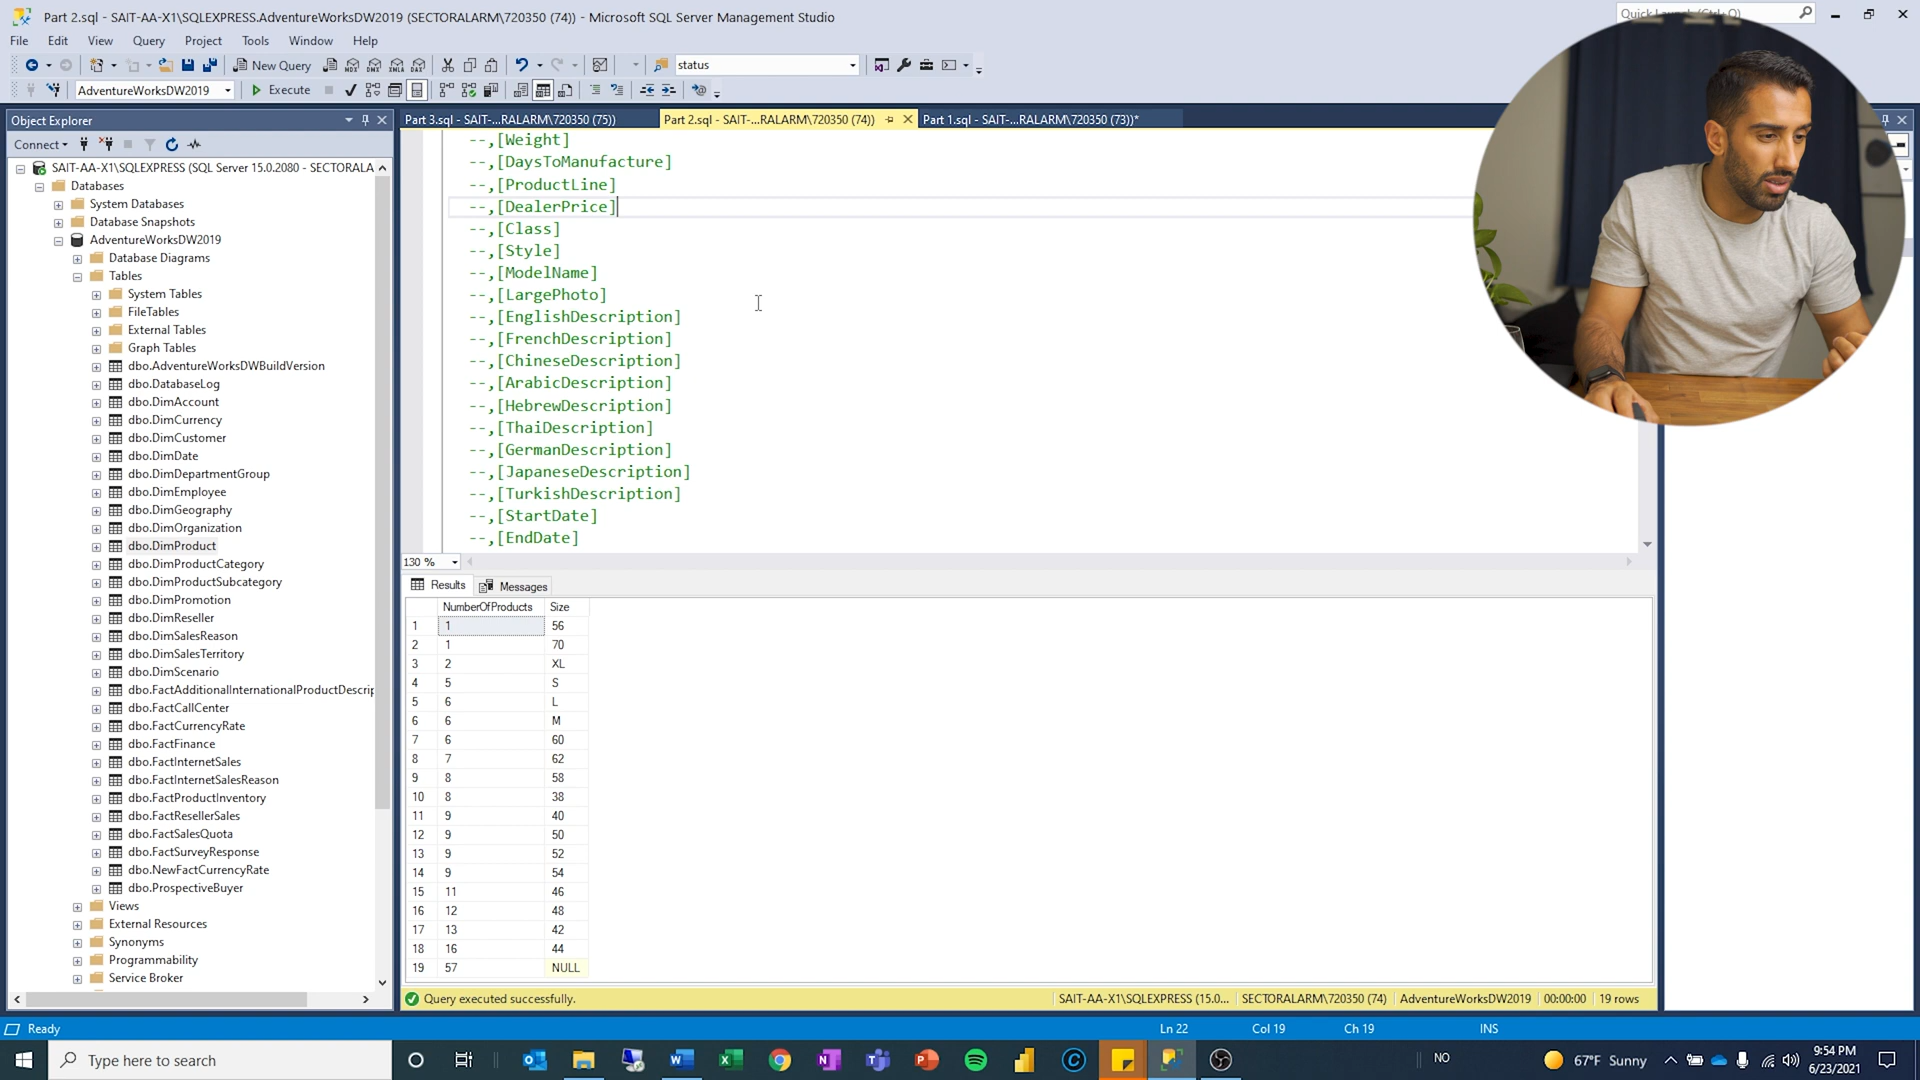 Part 2.sql - SAIT-AA-X1\SQLEXPRESS.AdventureWorksDW2019 (SECTORALARM\720350 (74)) - Microsoft SQL Server Management Studio
Quick Launch (Ctrl+Q)
File Edit View Query Project Tools Window Help
New Query
status
AdventureWorksDW2019
Execute
Object Explorer
Part 3.sql - SAIT-...RALARM\720350 (75))
Part 2.sql - SAIT-...RALARM\720350 (74))
Part 1.sql - SAIT-...RALARM\720350 (73))*
Connect
SAIT-AA-X1\SQLEXPRESS (SQL Server 15.0.2080 - SECTORALA
Databases
System Databases
Database Snapshots
AdventureWorksDW2019
Database Diagrams
Tables
System Tables
FileTables
External Tables
Graph Tables
dbo.AdventureWorksDWBuildVersion
dbo.DatabaseLog
dbo.DimAccount
dbo.DimCurrency
dbo.DimCustomer
dbo.DimDate
dbo.DimDepartmentGroup
dbo.DimEmployee
dbo.DimGeography
dbo.DimOrganization
dbo.DimProduct
dbo.DimProductCategory
dbo.DimProductSubcategory
dbo.DimPromotion
dbo.DimReseller
dbo.DimSalesReason
dbo.DimSalesTerritory
dbo.DimScenario
dbo.FactAdditionalInternationalProductDescrip
dbo.FactCallCenter
dbo.FactCurrencyRate
dbo.FactFinance
dbo.FactInternetSales
dbo.FactInternetSalesReason
dbo.FactProductInventory
dbo.FactResellerSales
dbo.FactSalesQuota
dbo.FactSurveyResponse
dbo.NewFactCurrencyRate
dbo.ProspectiveBuyer
Views
External Resources
Synonyms
Programmability
Service Broker
--,[Weight]
--,[DaysToManufacture]
--,[ProductLine]
--,[DealerPrice]
--,[Class]
--,[Style]
--,[ModelName]
--,[LargePhoto]
--,[EnglishDescription]
--,[FrenchDescription]
--,[ChineseDescription]
--,[ArabicDescription]
--,[HebrewDescription]
--,[ThaiDescription]
--,[GermanDescription]
--,[JapaneseDescription]
--,[TurkishDescription]
--,[StartDate]
--,[EndDate]
130 %
Results Messages
NumberOfProducts Size
1 1 56
2 1 70
3 2 XL
4 5 S
5 6 L
6 6 M
7 6 60
8 7 62
9 8 58
10 8 38
11 9 40
12 9 50
13 9 52
14 9 54
15 11 46
16 12 48
17 13 42
18 16 44
19 57 NULL
Query executed successfully.
SAIT-AA-X1\SQLEXPRESS (15.0... SECTORALARM\720350 (74) AdventureWorksDW2019 00:00:00 19 rows
Ready
Ln 22 Col 19 Ch 19 INS
Type here to search
NO
67°F Sunny
9:54 PM
6/23/2021